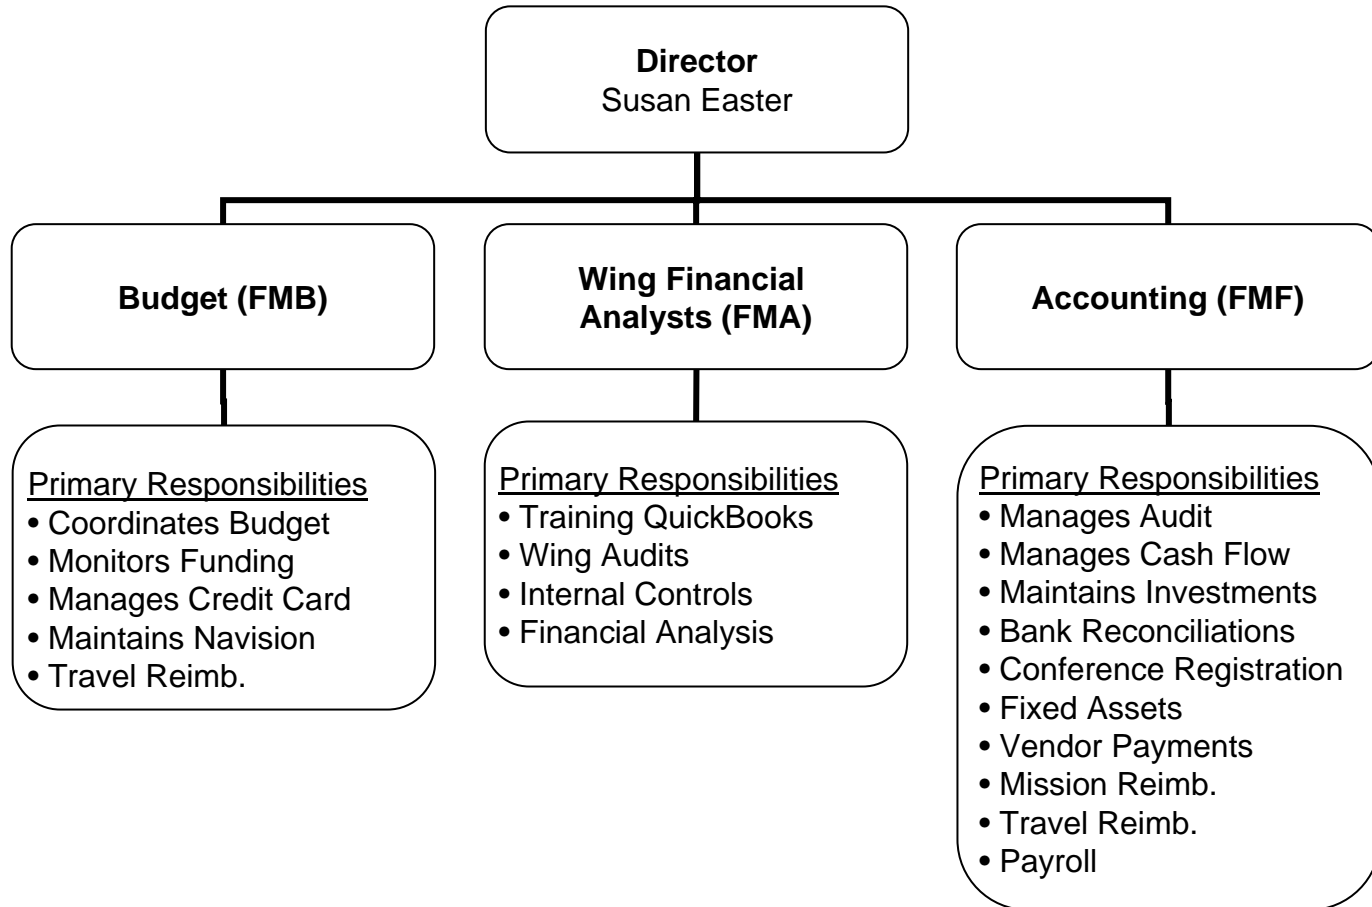 Director
Susan Easter
Budget (FMB)
Wing Financial
Analysts (FMA)
Accounting (FMF)
Primary Responsibilities
• Coordinates Budget
• Monitors Funding
• Manages Credit Card
• Maintains Navision
• Travel Reimb.
Primary Responsibilities
• Training QuickBooks
• Wing Audits
• Internal Controls
• Financial Analysis
Primary Responsibilities
• Manages Audit
• Manages Cash Flow
• Maintains Investments
• Bank Reconciliations
• Conference Registration
• Fixed Assets
• Vendor Payments
• Mission Reimb.
• Travel Reimb.
• Payroll